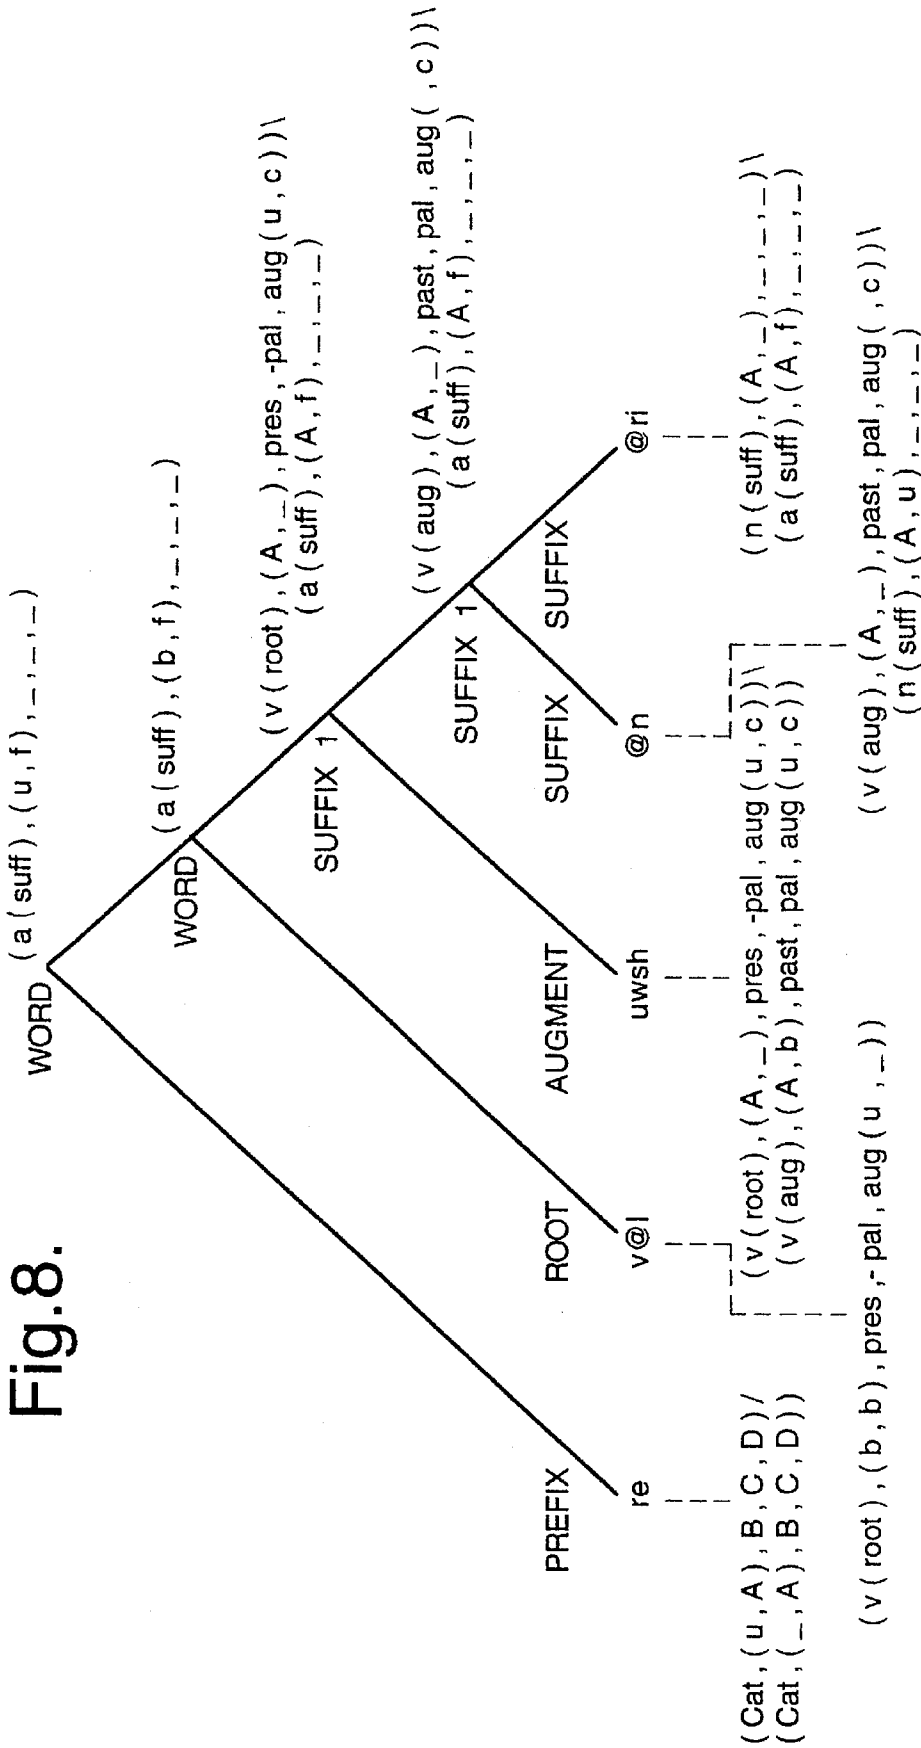 Fig.8.
WORD
(a(suff),(u,f),_,_,_)
WORD
(a(suff),(b,f),_,_,_)
SUFFIX 1
(v(root),(A,_),pres,-pal,aug(u,c))\
(a(suff),(A,f),_,_,_)
SUFFIX 1
(v(aug),(A,_),past,pal,aug( ,c))\
(a(suff),(A,f),_,_,_)
PREFIX
ROOT
AUGMENT
SUFFIX
SUFFIX
re
v@l
uwsh
@n
@ri
(Cat,(u,A),B,C,D)/
(Cat,(_,A),B,C,D))
(v(root),(A,_),pres,-pal,aug(u,c))\
(v(aug),(A,b),past,pal,aug(u,c))
(n(suff),(A,_),_,_,_)\
(a(suff),(A,f),_,_,_)
(v(root),(b,b),pres,-pal,aug(u,_))
(v(aug),(A,_),past,pal,aug( ,c))\
(n(suff),(A,u),_,_,_)